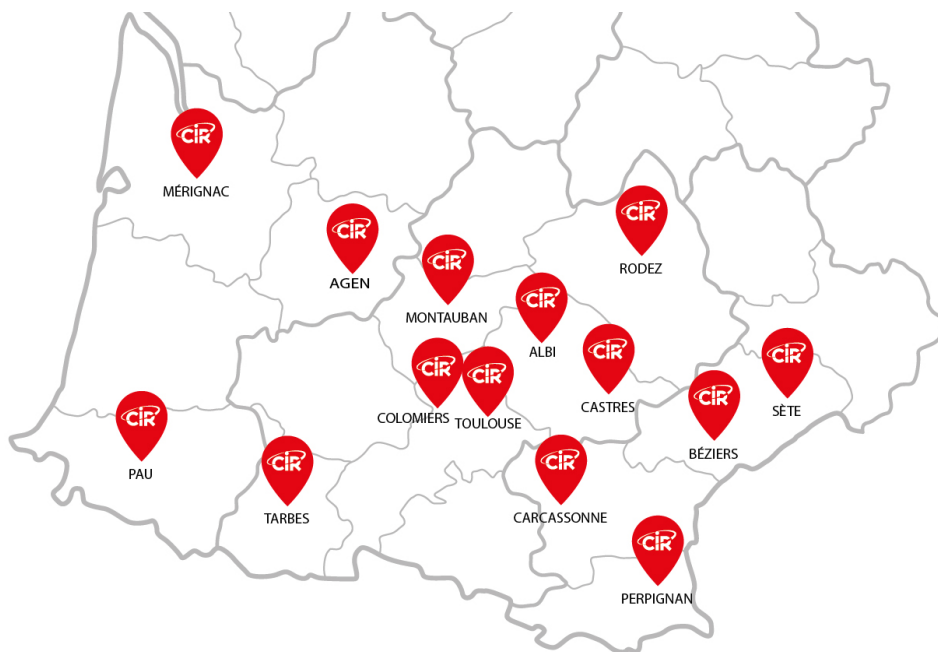 CIR
MÉRIGNAC
CIR
AGEN
CIR
RODEZ
CIR
MONTAUBAN
CIR
ALBI
CIR
CASTRES
CIR
SÈTE
CIR
COLOMIERS
CIR
TOULOUSE
CIR
BÉZIERS
CIR
PAU
CIR
TARBES
CIR
CARCASSONNE
CIR
PERPIGNAN